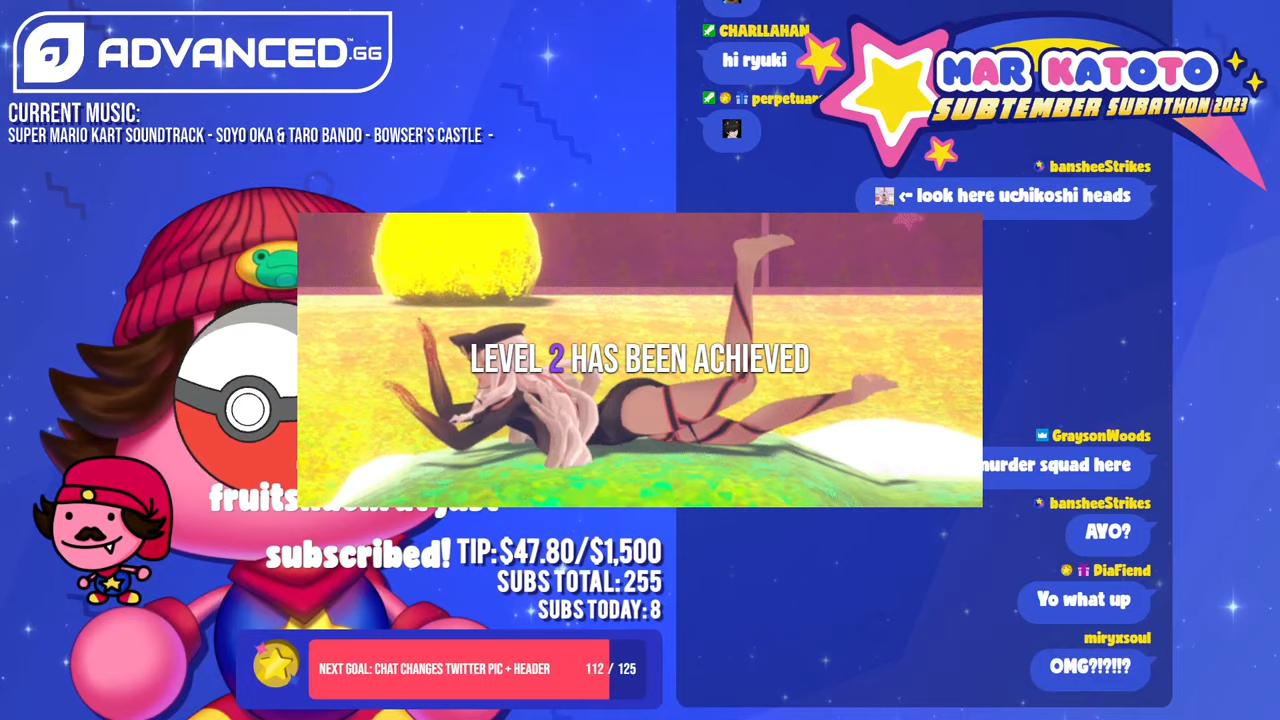 ADVANCED™.GG
CURRENT MUSIC:
SUPER MARIO KART SOUNDTRACK - SOYO OKA & TARO BANDO - BOWSER'S CASTLE -
CHARLLAHAN
hi ryuki
MAR KATOTO
SUBTEMBER SUBATHON 2023
bansheeStrikes
<- look here uchikoshi heads
LEVEL 2 HAS BEEN ACHIEVED
GraysonWoods
murder squad here
bansheeStrikes
AYO?
DiaFiend
Yo what up
miryxsoul
OMG?!?!!?
subscribed!
TIP: $47.80/$1,500
SUBS TOTAL: 255
SUBS TODAY: 8
NEXT GOAL: CHAT CHANGES TWITTER PIC + HEADER 112 / 125